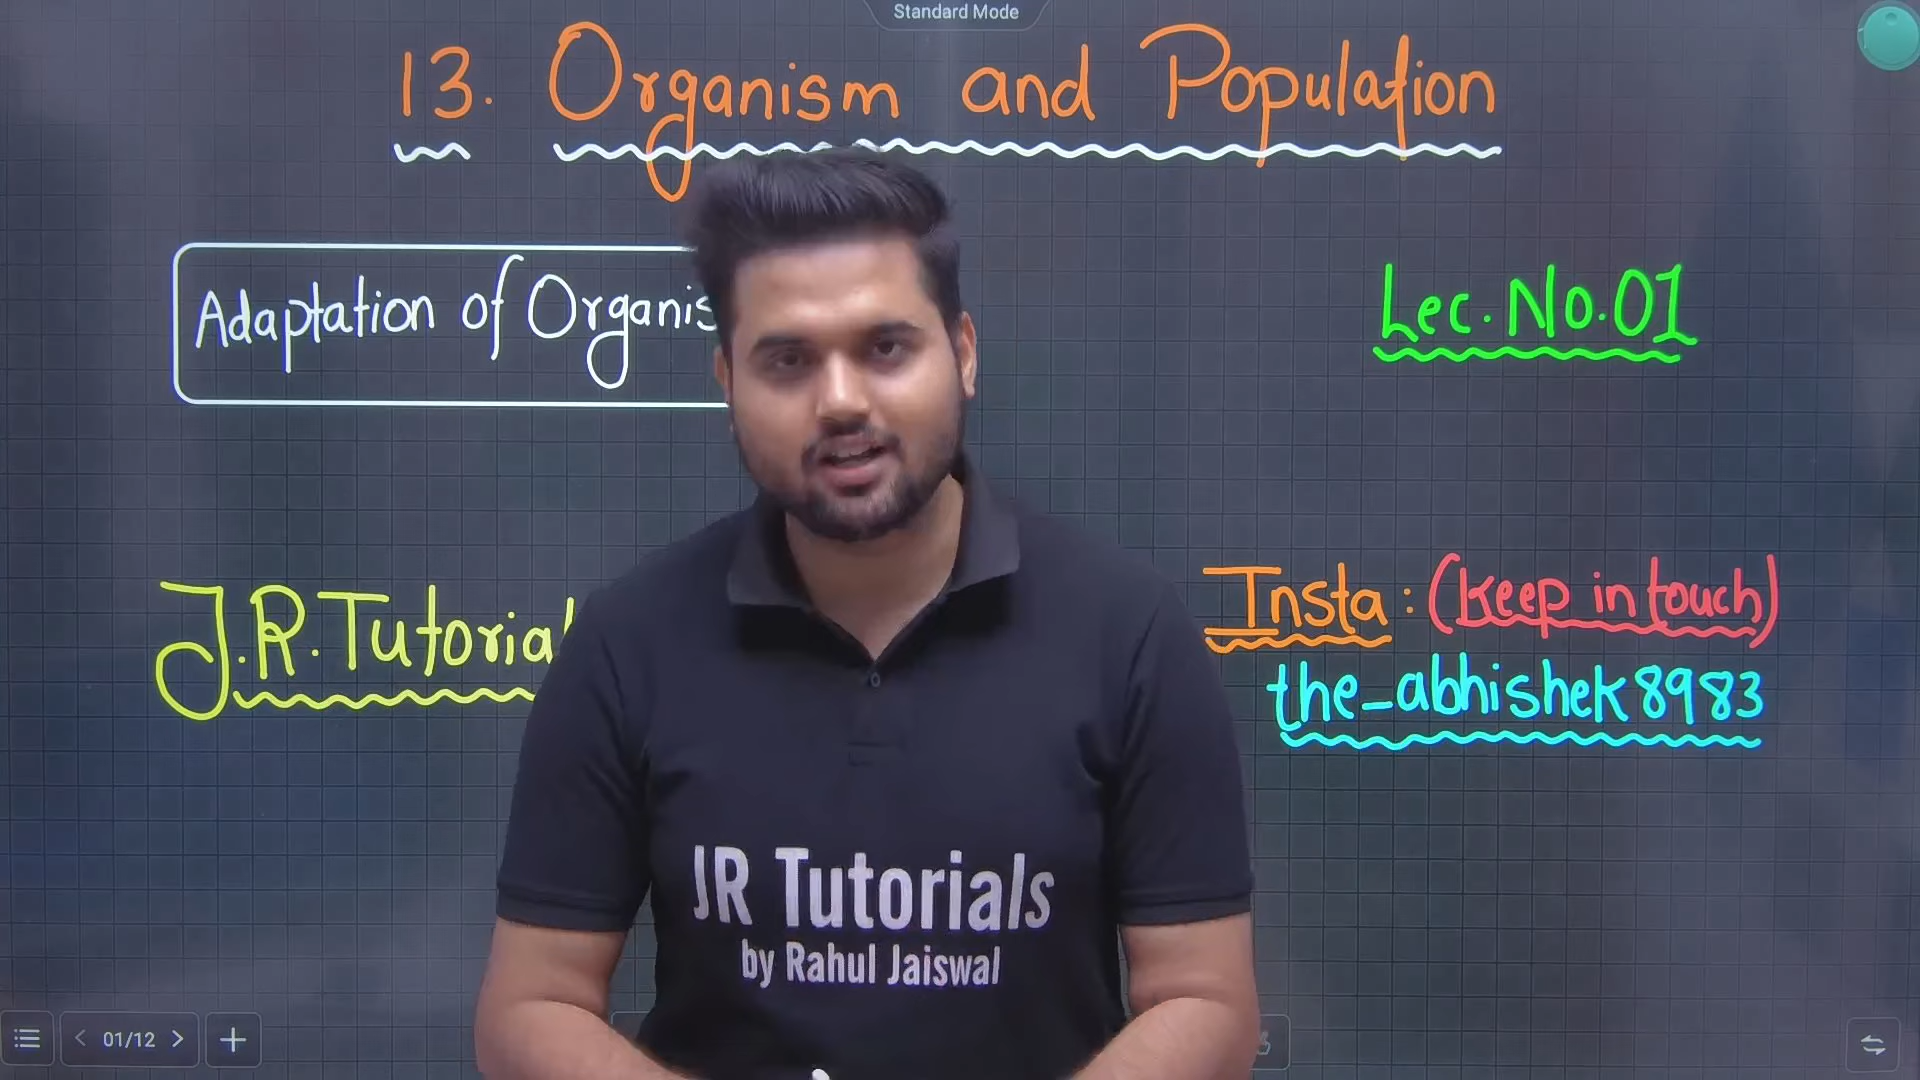 Standard Mode
13. Organism and Population
Adaptation of Organis
Lec. No. 01
J.R. Tutorial
Insta : (Keep in touch)
the_abhishek8983
JR Tutorials
by Rahul Jaiswal
01/12